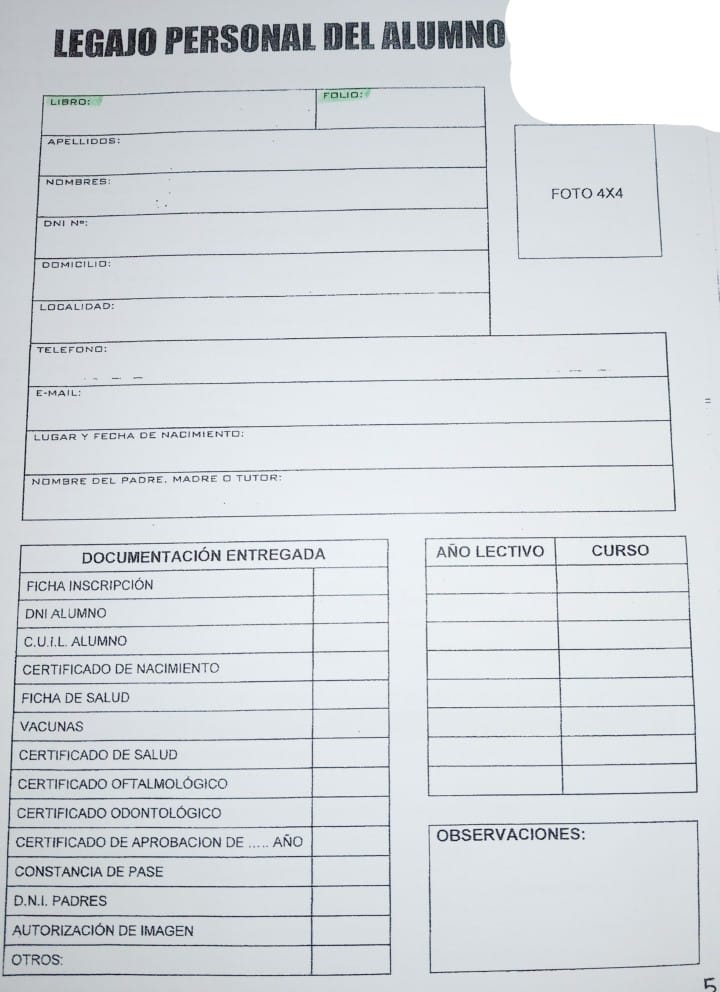 LEGAJO PERSONAL DEL ALUMNO
LIBRO: FOLIO:
APELLIDOS:
NOMBRES:
DNI Nº:
DOMICILIO:
LOCALIDAD:
FOTO 4X4
TELEFONO:
E-MAIL:
LUGAR Y FECHA DE NACIMIENTO:
NOMBRE DEL PADRE, MADRE O TUTOR:
DOCUMENTACIÓN ENTREGADA
FICHA INSCRIPCIÓN
DNI ALUMNO
C.U.I.L. ALUMNO
CERTIFICADO DE NACIMIENTO
FICHA DE SALUD
VACUNAS
CERTIFICADO DE SALUD
CERTIFICADO OFTALMOLÓGICO
CERTIFICADO ODONTOLÓGICO
CERTIFICADO DE APROBACION DE ..... AÑO
CONSTANCIA DE PASE
D.N.I. PADRES
AUTORIZACIÓN DE IMAGEN
OTROS:
AÑO LECTIVO CURSO
OBSERVACIONES:
5